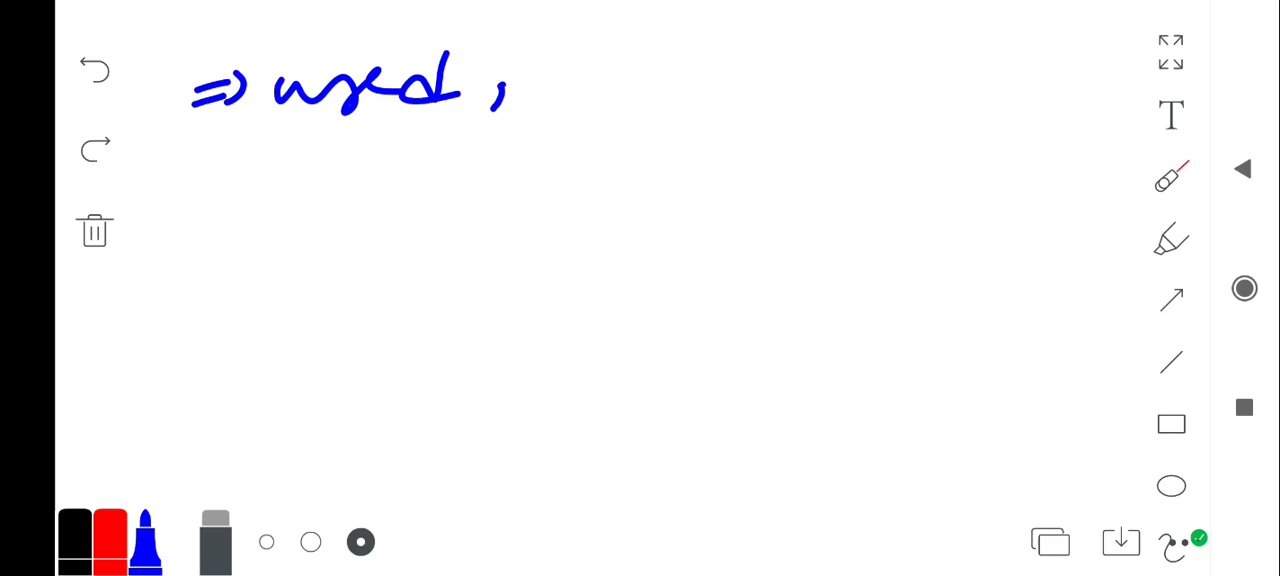 ⇒ used,
T